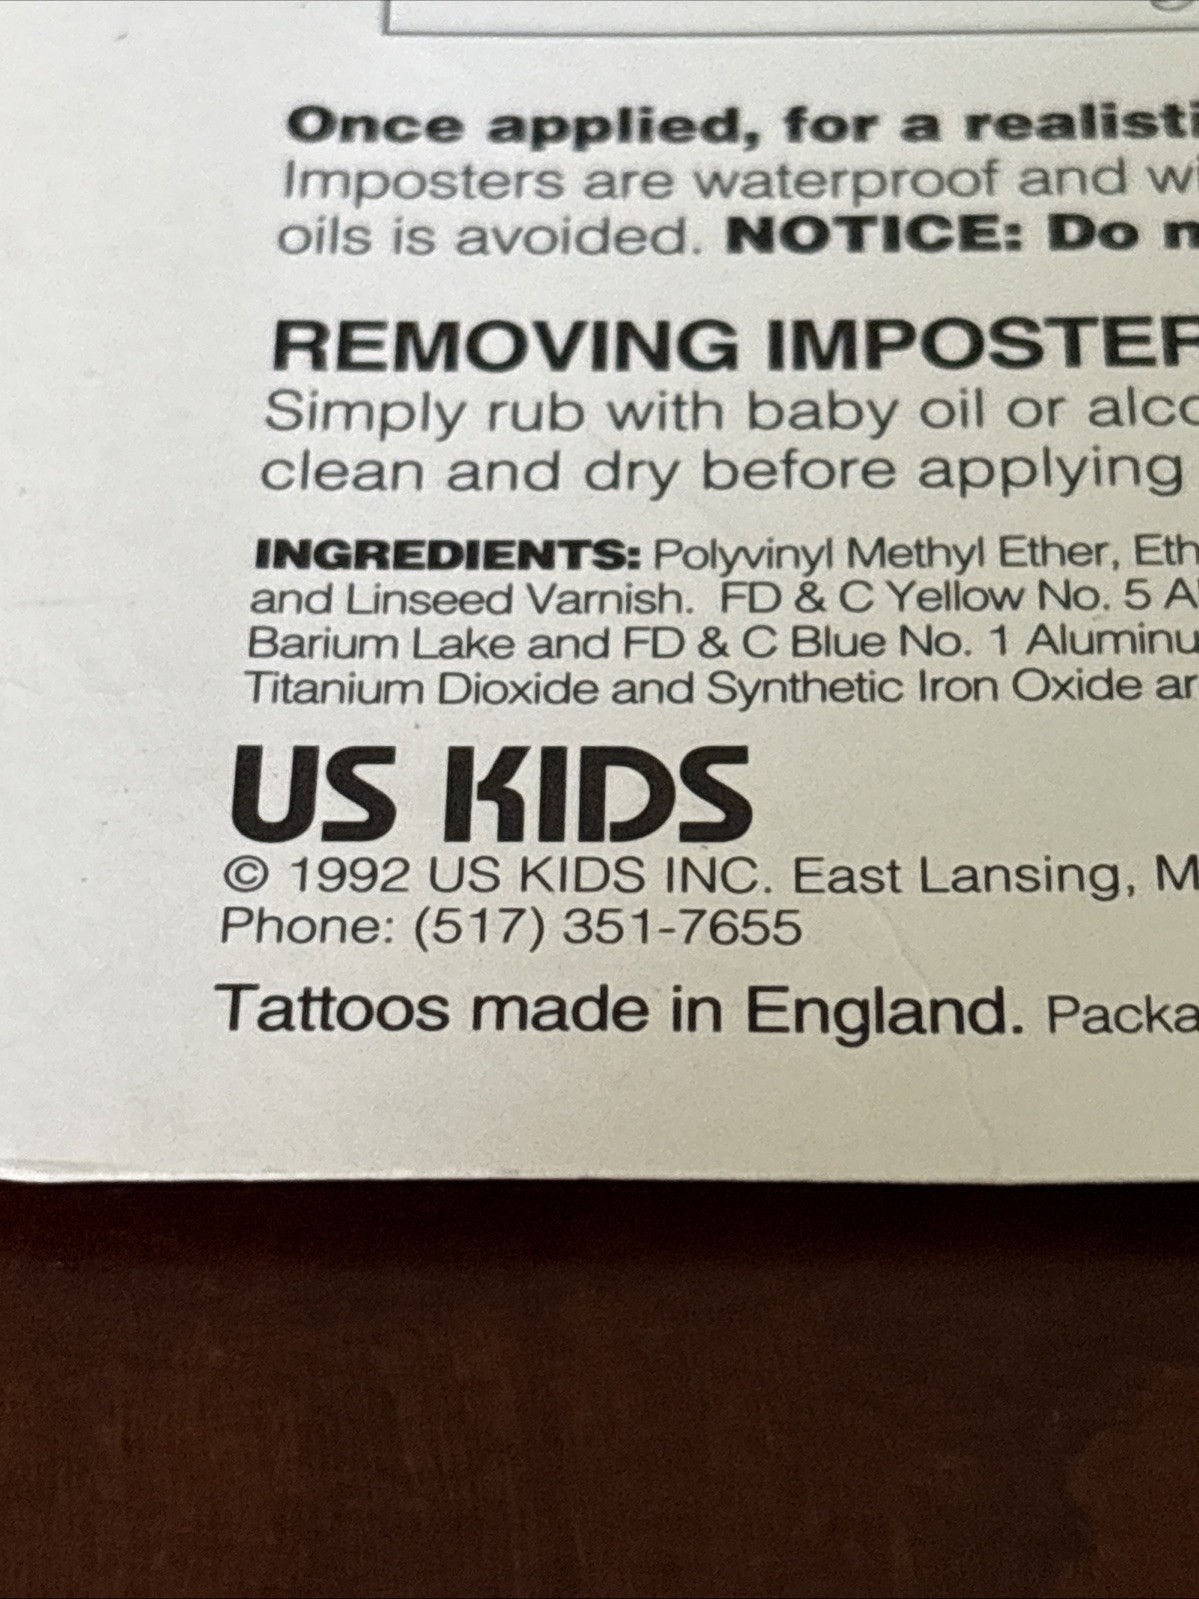 Once applied, for a realisti
Imposters are waterproof and wi
oils is avoided. NOTICE: Do n
REMOVING IMPOSTER
Simply rub with baby oil or alco
clean and dry before applying
INGREDIENTS: Polyvinyl Methyl Ether, Eth
and Linseed Varnish. FD & C Yellow No. 5 A
Barium Lake and FD & C Blue No. 1 Aluminu
Titanium Dioxide and Synthetic Iron Oxide ar
US KIDS
© 1992 US KIDS INC. East Lansing, M
Phone: (517) 351-7655
Tattoos made in England. Packa